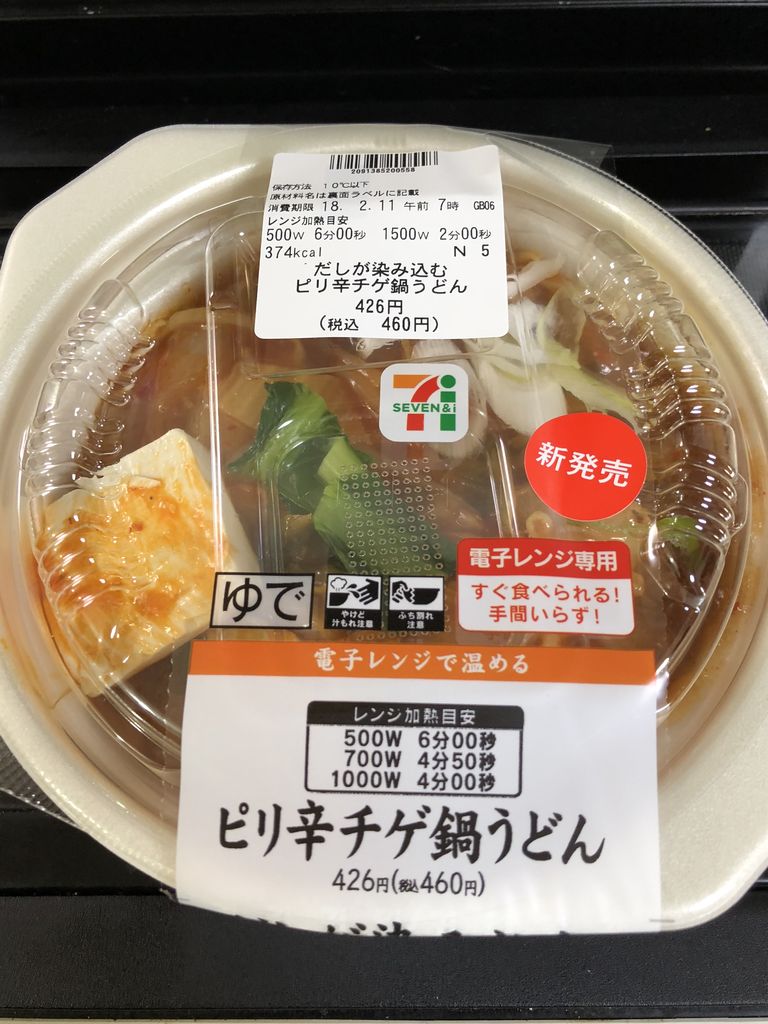 2091385200558
保存方法 10℃以下
原材料名は裏面ラベルに記載
消費期限 18. 2.11 午前 7時 GB06
レンジ加熱目安
500W 6分00秒 1500W 2分00秒
374kcal N 5
だしが染み込む
ピリ辛チゲ鍋うどん
426円
(税込 460円)
SEVEN&i
新発売
電子レンジ専用
すぐ食べられる!
手間いらず!
ゆで
やけど
汁もれ注意
ふち割れ
注意
電子レンジで温める
レンジ加熱目安
500W 6分00秒
700W 4分50秒
1000W 4分00秒
ピリ辛チゲ鍋うどん
426円(税込460円)